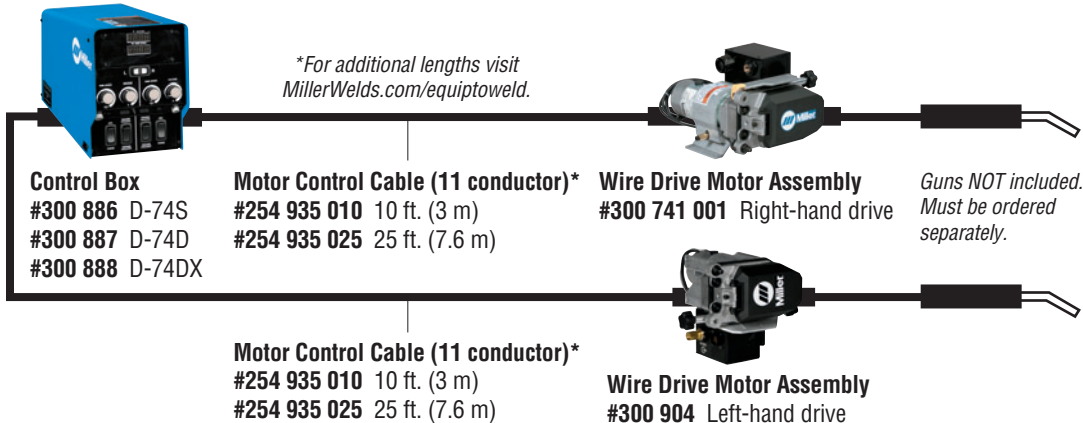 *For additional lengths visit
MillerWelds.com/equiptoweld.
Miller
Miller
Control Box
#300 886 D-74S
#300 887 D-74D
#300 888 D-74DX
Motor Control Cable (11 conductor)*
#254 935 010 10 ft. (3 m)
#254 935 025 25 ft. (7.6 m)
Wire Drive Motor Assembly
#300 741 001 Right-hand drive
Guns NOT included.
Must be ordered
separately.
Miller
Motor Control Cable (11 conductor)*
#254 935 010 10 ft. (3 m)
#254 935 025 25 ft. (7.6 m)
Wire Drive Motor Assembly
#300 904 Left-hand drive